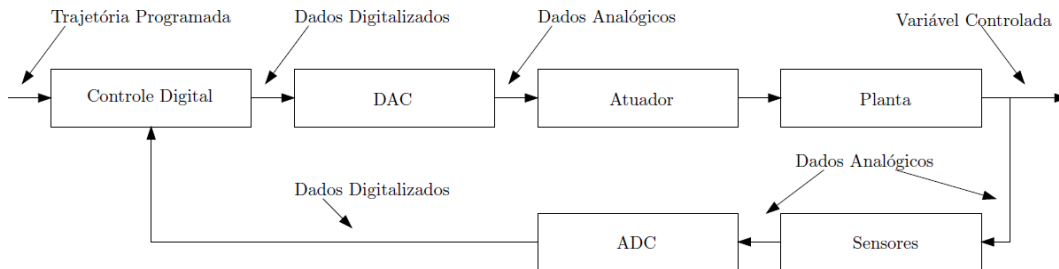 Trajetória Programada
Dados Digitalizados
Dados Analógicos
Variável Controlada
Controle Digital
DAC
Atuador
Planta
Dados Analógicos
Dados Digitalizados
ADC
Sensores